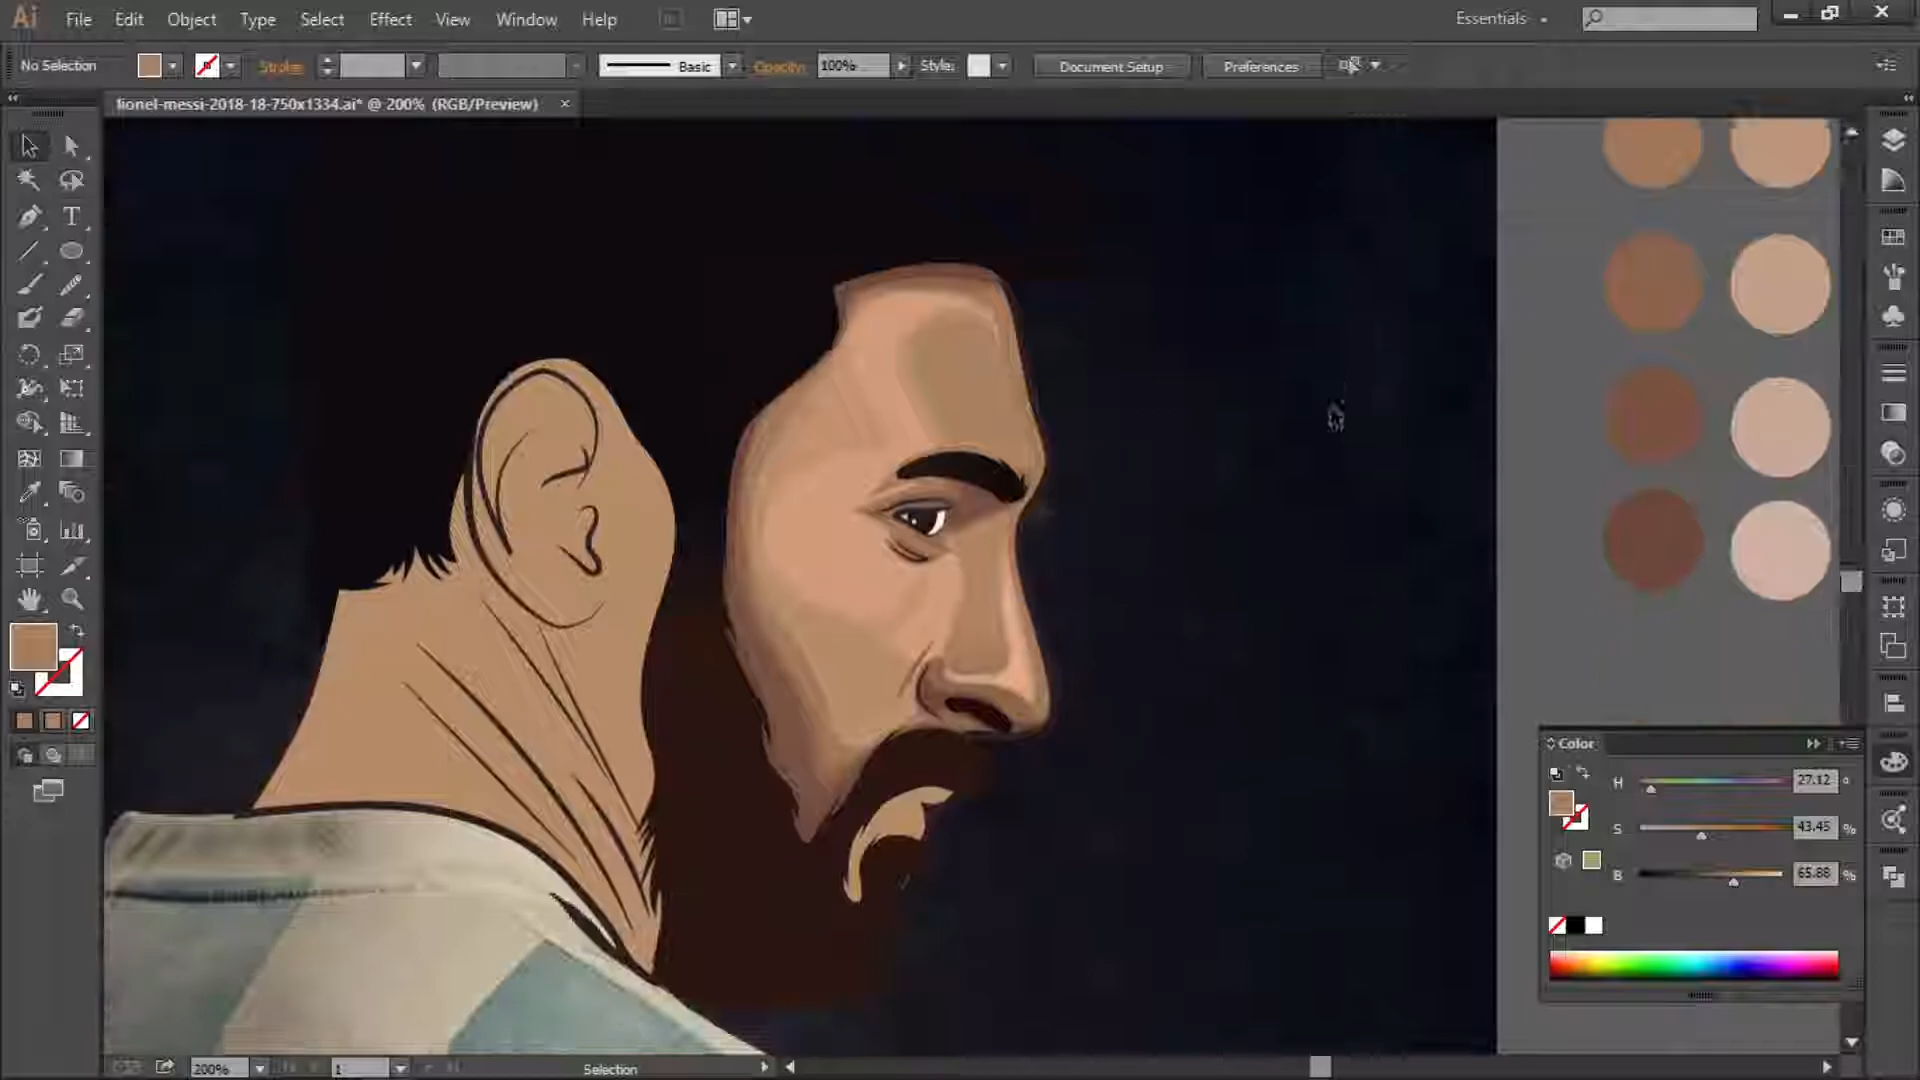 Ai File Edit Object Type Select Effect View Window Help Essentials
No Selection Stroke: Basic Opacity: 100% Style: Document Setup Preferences
lionel-messi-2018-18-750x1334.ai* @ 200% (RGB/Preview) ×
T
Color
H 27.12 °
S 43.45 %
B 65.88 %
200% 1 Selection